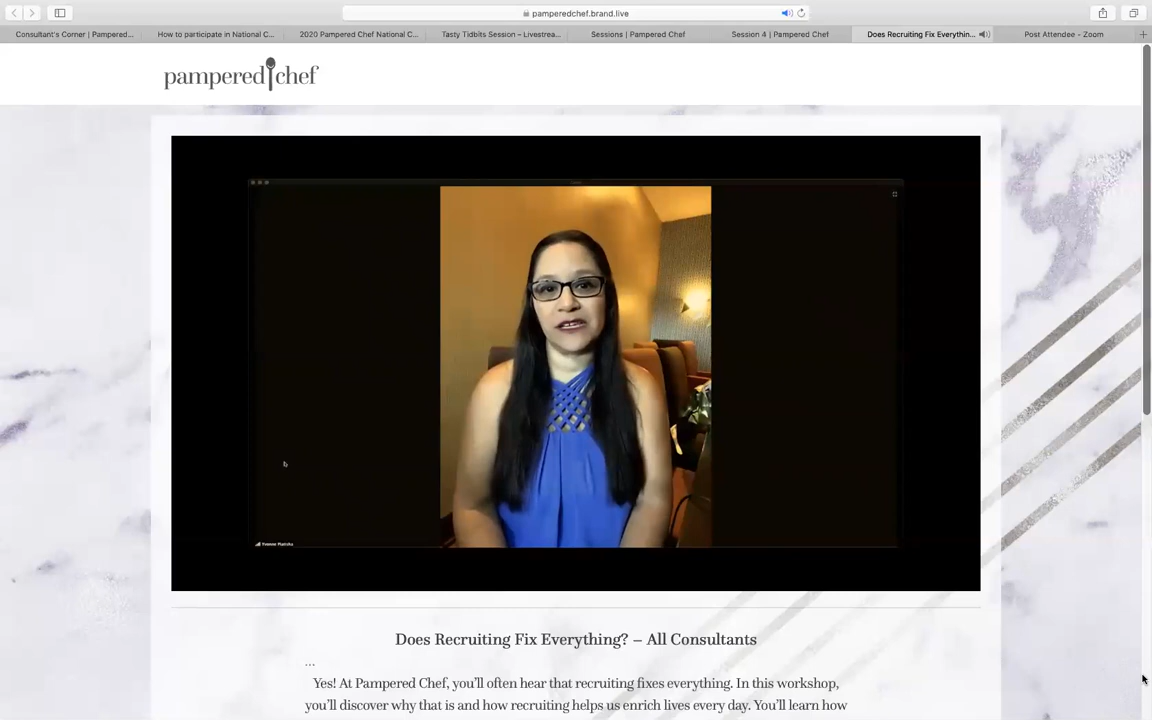 pamperedchef.brand.live
Consultant's Corner | Pampered...
How to participate in National C...
2020 Pampered Chef National C...
Tasty Tidbits Session – Livestrea...
Sessions | Pampered Chef
Session 4 | Pampered Chef
Does Recruiting Fix Everythin...
Post Attendee - Zoom
pampered chef
Does Recruiting Fix Everything? – All Consultants
...
Yes! At Pampered Chef, you'll often hear that recruiting fixes everything. In this workshop,
you'll discover why that is and how recruiting helps us enrich lives every day. You'll learn how